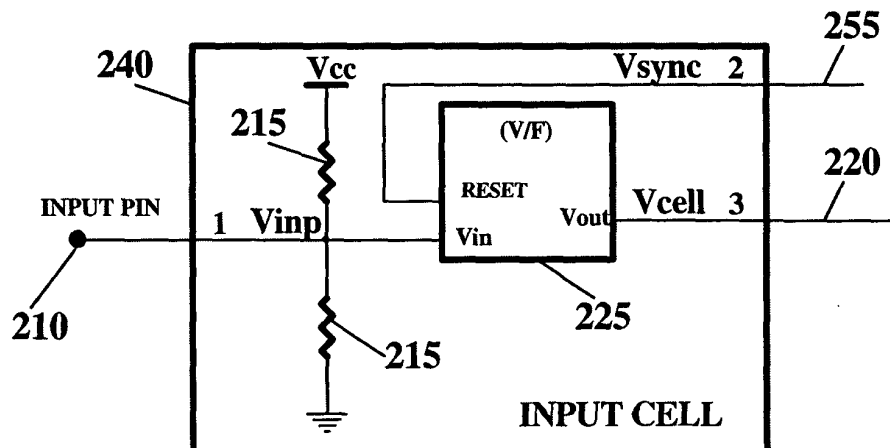 255
240
Vcc
Vsync 2
215
(V/F)
220
INPUT PIN
RESET
1 Vinp
Vin
Vout
Vcell 3
210
215
225
INPUT CELL